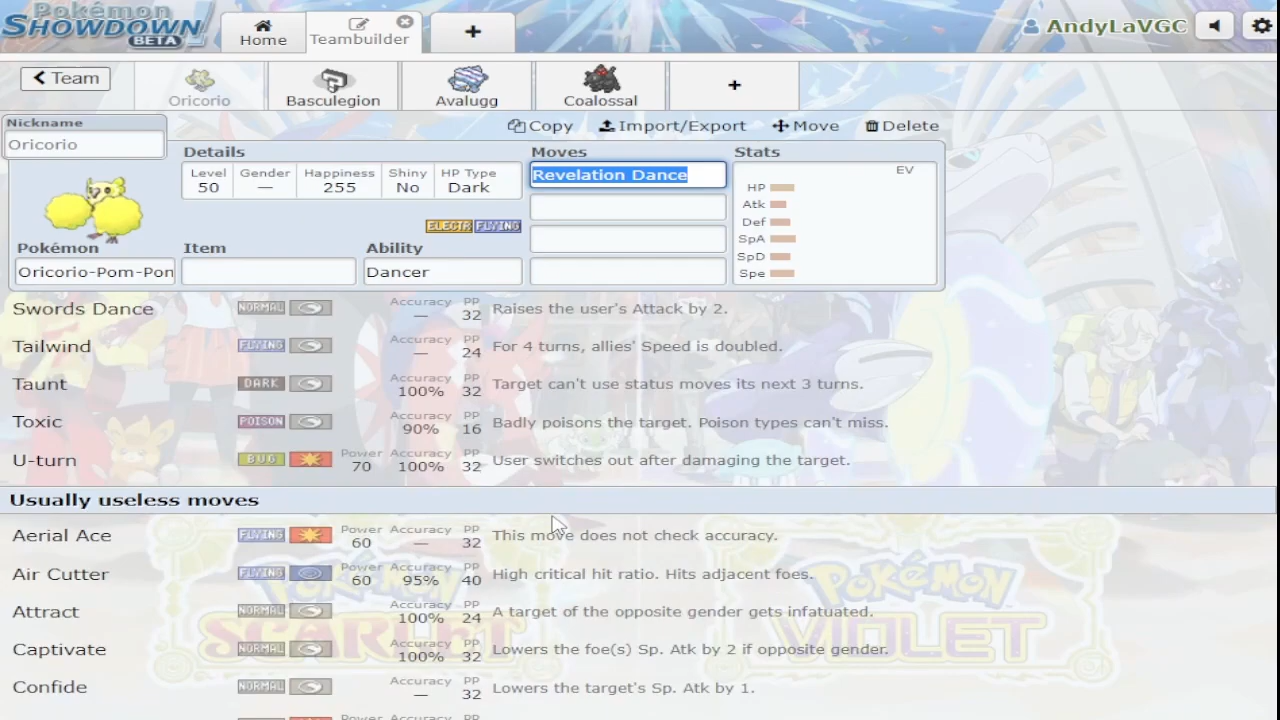 Pokémon
SHOWDOWN
BETA
Home
Teambuilder
+
AndyLaVGC
Team
Oricorio
Basculegion
Avalugg
Coalossal
+
Nickname
Oricorio
Copy Import/Export Move Delete
Details
Level Gender Happiness Shiny HP Type
50 — 255 No Dark
ELECTR FLYING
Pokémon
Oricorio-Pom-Pon
Item
Ability
Dancer
Moves
Revelation Dance
Stats
EV
HP
Atk
Def
SpA
SpD
Spe
Swords Dance NORMAL Accuracy — PP 32 Raises the user's Attack by 2.
Tailwind FLYING Accuracy — PP 24 For 4 turns, allies' Speed is doubled.
Taunt DARK Accuracy 100% PP 32 Target can't use status moves its next 3 turns.
Toxic POISON Accuracy 90% PP 16 Badly poisons the target. Poison types can't miss.
U-turn BUG Power 70 Accuracy 100% PP 32 User switches out after damaging the target.
Usually useless moves
Aerial Ace FLYING Power 60 Accuracy — PP 32 This move does not check accuracy.
Air Cutter FLYING Power 60 Accuracy 95% PP 40 High critical hit ratio. Hits adjacent foes.
Attract NORMAL Accuracy 100% PP 24 A target of the opposite gender gets infatuated.
Captivate NORMAL Accuracy 100% PP 32 Lowers the foe(s) Sp. Atk by 2 if opposite gender.
Confide NORMAL Accuracy — PP 32 Lowers the target's Sp. Atk by 1.
Power Accuracy PP
POKÉMON
SCARLET
POKÉMON
VIOLET